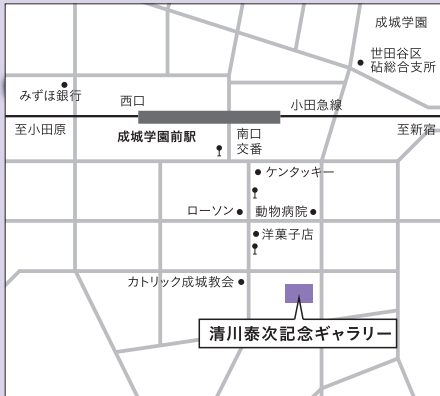 成城学園
世田谷区
砧総合支所
みずほ銀行
西口
小田急線
至小田原
成城学園前駅
南口
交番
至新宿
ケンタッキー
ローソン
動物病院
洋菓子店
カトリック成城教会
清川泰次記念ギャラリー